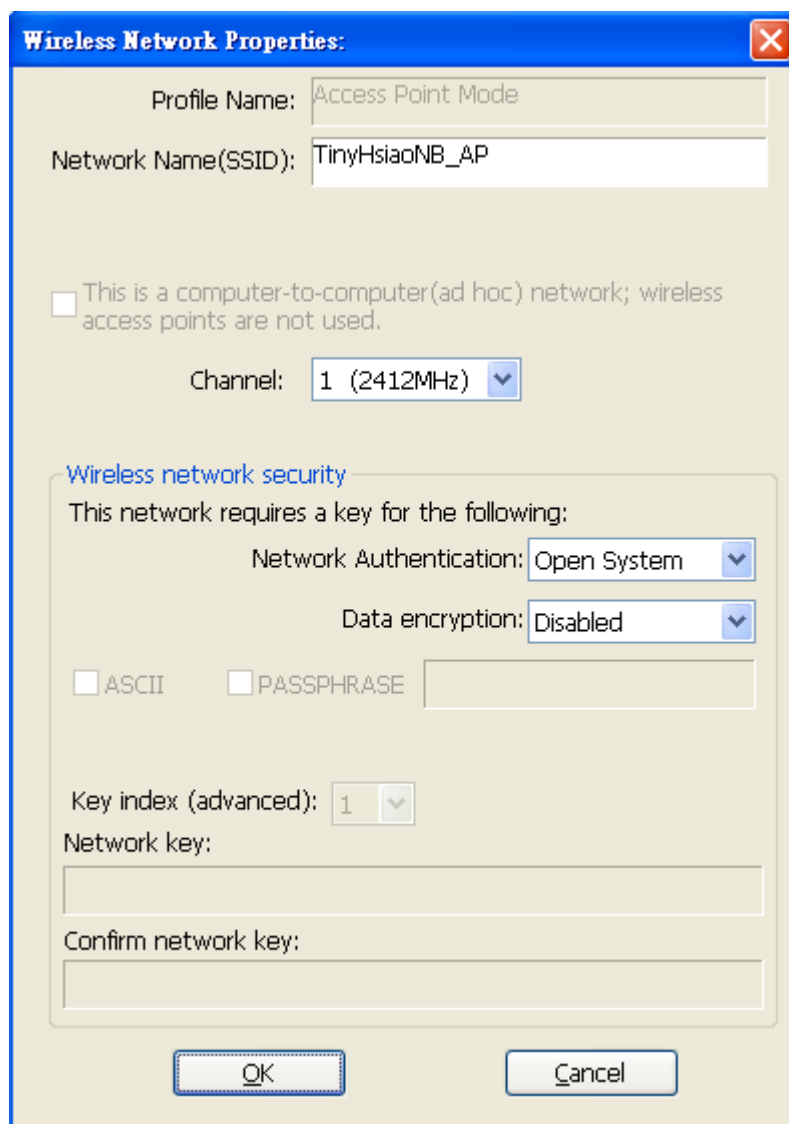 Wireless Network Properties:
Profile Name: Access Point Mode
Network Name(SSID): TinyHsiaoNB_AP
This is a computer-to-computer(ad hoc) network; wireless
access points are not used.
Channel: 1 (2412MHz)
Wireless network security
This network requires a key for the following:
Network Authentication: Open System
Data encryption: Disabled
ASCII PASSPHRASE
Key index (advanced): 1
Network key:
Confirm network key:
OK Cancel